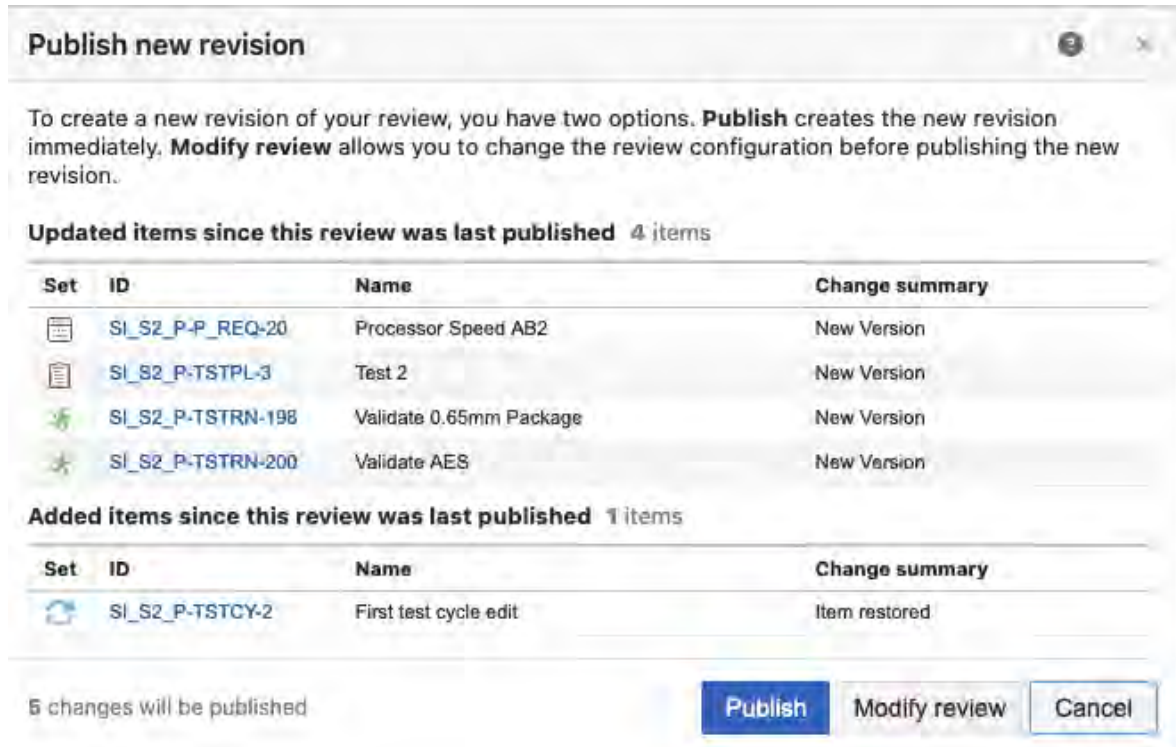 Publish new revision
To create a new revision of your review, you have two options. Publish creates the new revision
immediately. Modify review allows you to change the review configuration before publishing the new
revision.
Updated items since this review was last published 4 items
Set ID Name Change summary
SI_S2_P-P_REQ-20 Processor Speed AB2 New Version
SI_S2_P-TSTPL-3 Test 2 New Version
SI_S2_P-TSTRN-198 Validate 0.65mm Package New Version
SI_S2_P-TSTRN-200 Validate AES New Version
Added items since this review was last published 1 items
Set ID Name Change summary
SI_S2_P-TSTCY-2 First test cycle edit Item restored
5 changes will be published Publish Modify review Cancel